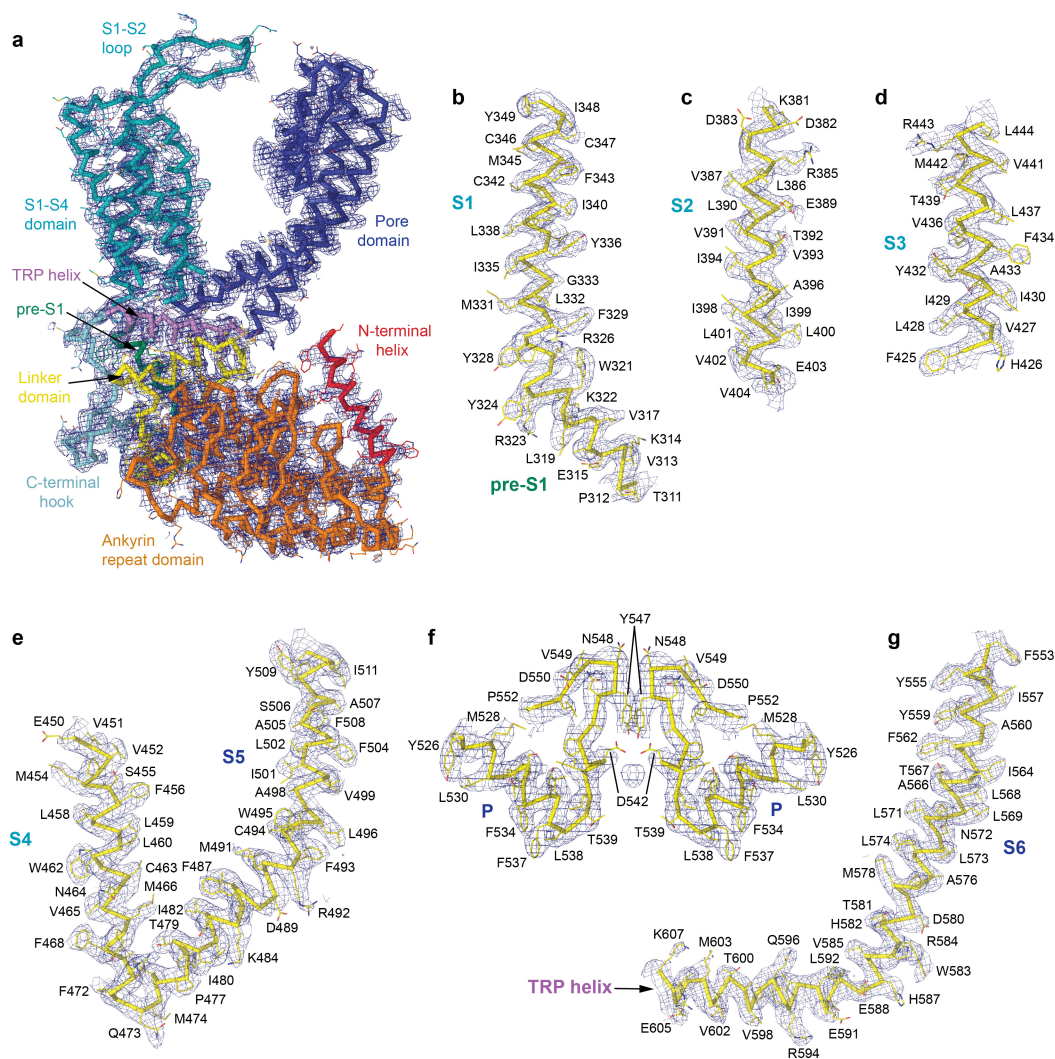 a
S1–S2
loop
S1–S4
domain
TRP helix
pre-S1
Linker
domain
C-terminal
hook
Ankyrin
repeat domain
Pore
domain
N-terminal
helix
b
I348
Y349
C346
C347
M345
C342
F343
S1
I340
L338
Y336
I335
G333
M331
L332
F329
R326
Y328
W321
K322
Y324
V317
R323
K314
L319
V313
E315
pre-S1
P312
T311
c
K381
D383
D382
R385
V387
L386
S2
E389
L390
T392
V391
V393
I394
A396
I398
I399
L401
L400
V402
E403
V404
d
R443
L444
M442
V441
T439
L437
V436
F434
S3
Y432
A433
I429
I430
L428
V427
F425
H426
e
Y509
I511
S506
A507
A505
F508
E450
V451
S5
L502
F504
V452
M454
S455
I501
F456
A498
V499
L458
L459
W495
S4
L460
C494
L496
W462
C463
M491
N464
M466
F487
F493
V465
I482
R492
T479
D489
F468
K484
I480
F472
P477
M474
Q473
f
Y547
N548
N548
V549
V549
D550
D550
P552
P552
M528
M528
Y526
Y526
L530
L530
P
D542
P
F534
T539
T539
F534
F537
L538
L538
F537
g
F553
Y555
I557
Y559
A560
F562
T567
I564
A566
L568
L571
L569
N572
S6
L574
L573
M578
A576
T581
D580
H582
R584
K607
M603
Q596
V585
T600
L592
W583
TRP helix
H587
E588
E605
V602
V598
E591
R594